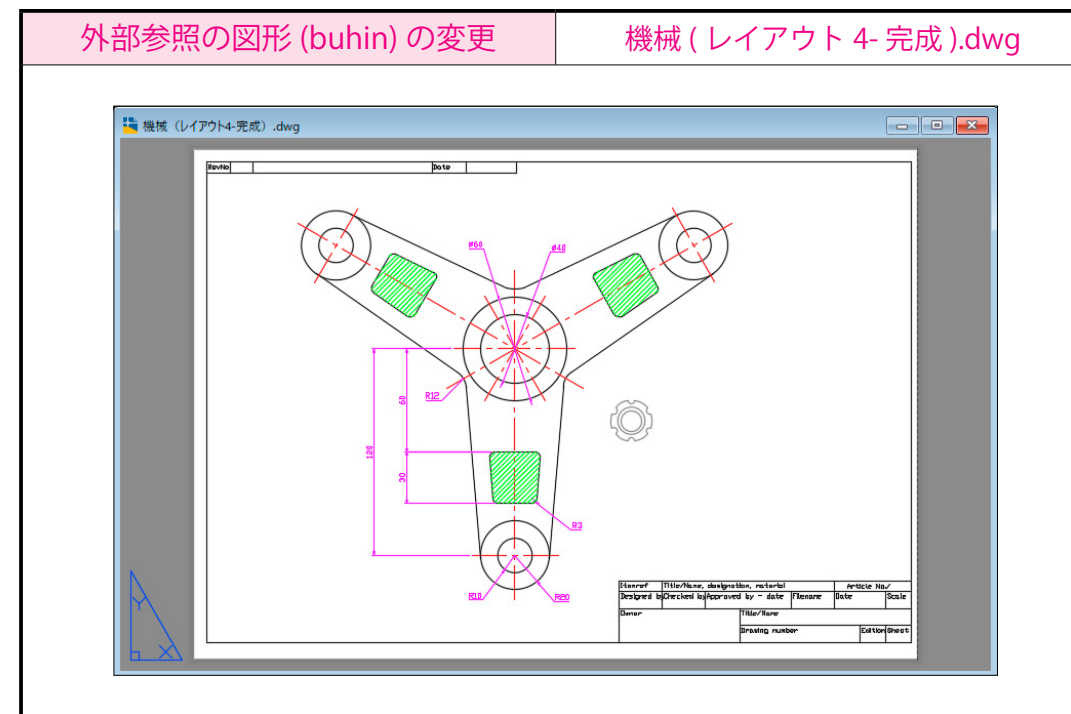 外部参照の図形 (buhin) の変更
機械 ( レイアウト 4- 完成 ).dwg
機械（レイアウト4-完成）.dwg
RevNo Date
ø60
ø40
R12
60
120
30
R3
R10
R20
Itemref Title/Name, designation, material Article No./
Designed by Checked by Approved by - date Filename Date Scale
Owner Title/Name
Drawing number Edition Sheet
Y
X